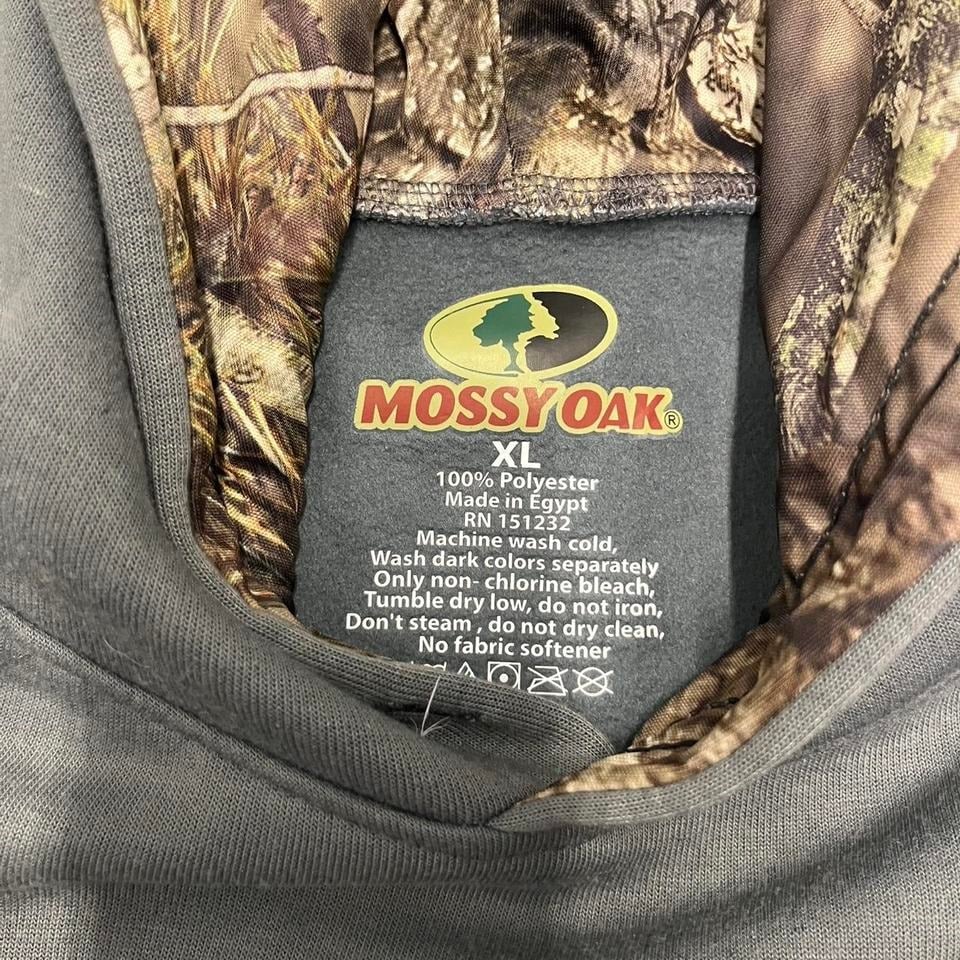 MOSSY OAK®
XL
100% Polyester
Made in Egypt
RN 151232
Machine wash cold,
Wash dark colors separately
Only non- chlorine bleach,
Tumble dry low, do not iron,
Don't steam , do not dry clean,
No fabric softener